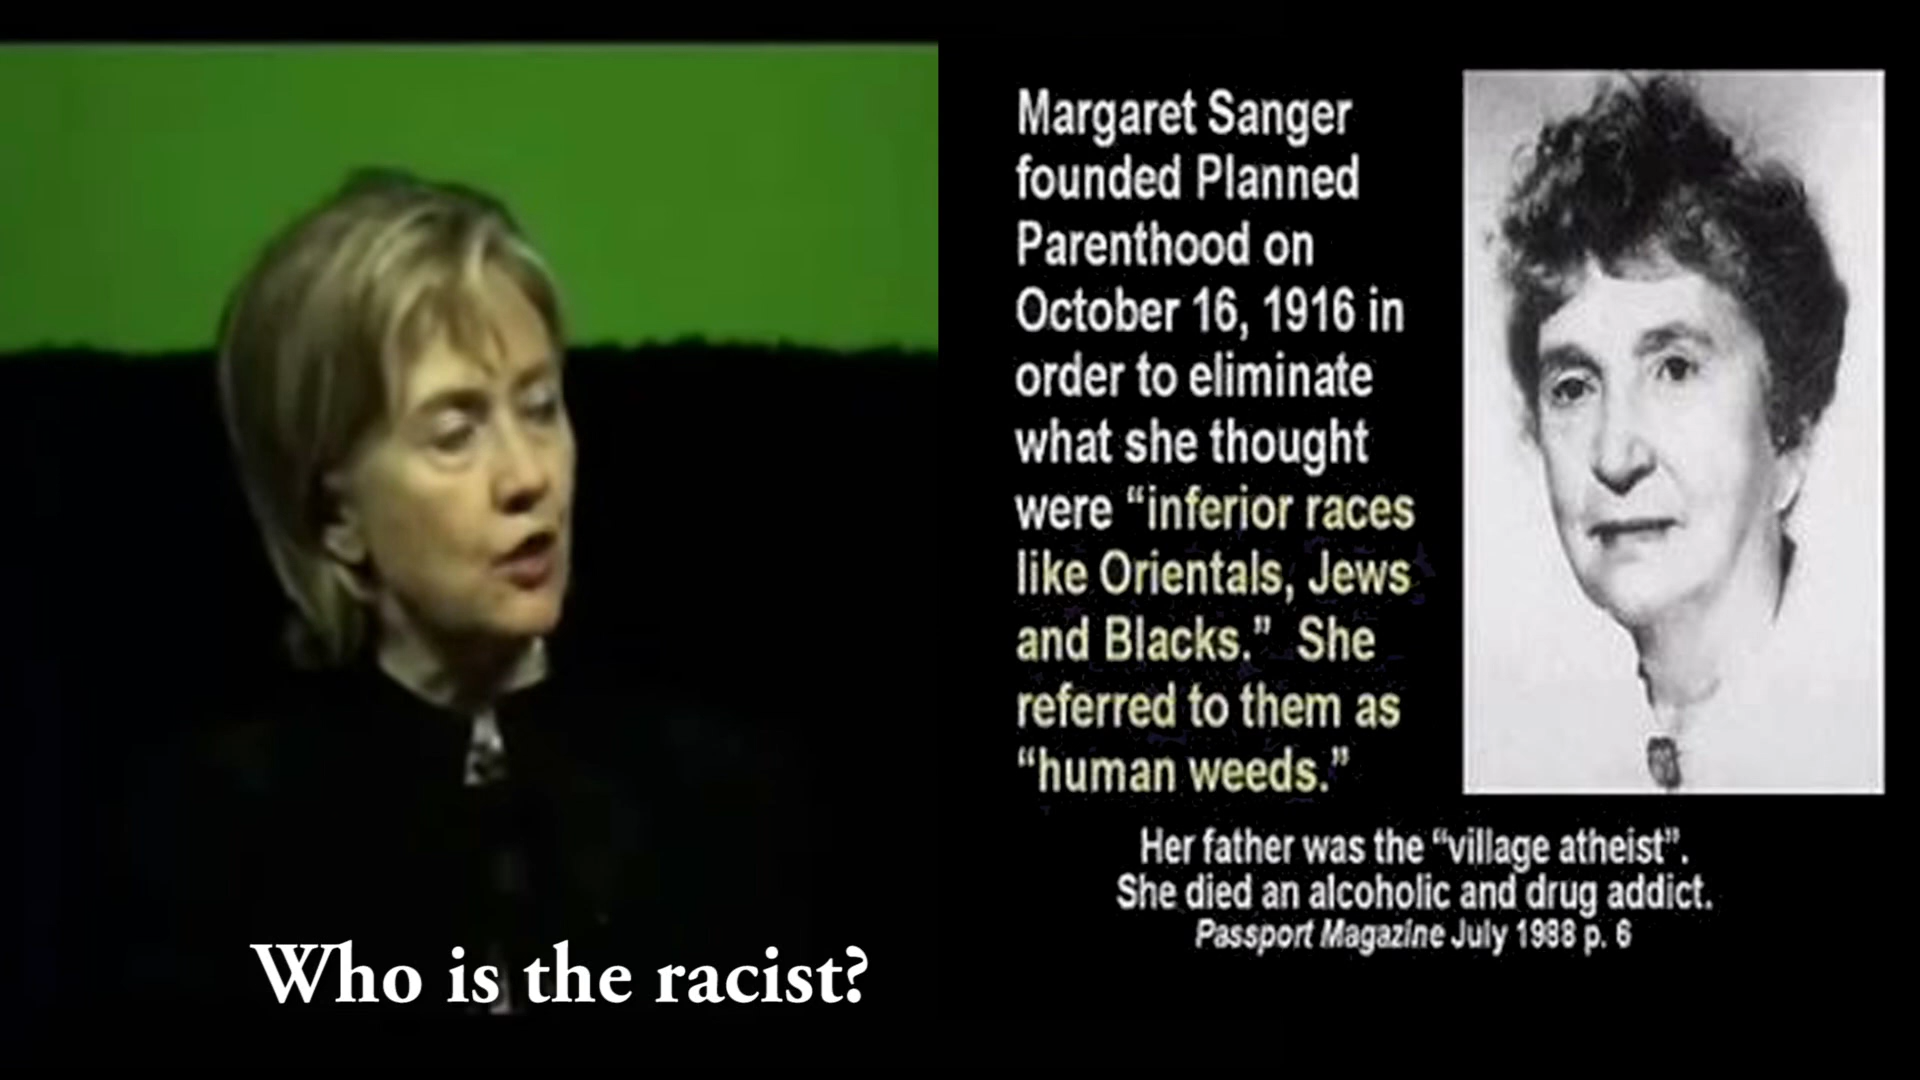 Margaret Sanger
founded Planned
Parenthood on
October 16, 1916 in
order to eliminate
what she thought
were “inferior races
like Orientals, Jews
and Blacks.” She
referred to them as
“human weeds.”
Her father was the “village atheist”.
She died an alcoholic and drug addict.
Passport Magazine July 1988 p. 6
Who is the racist?